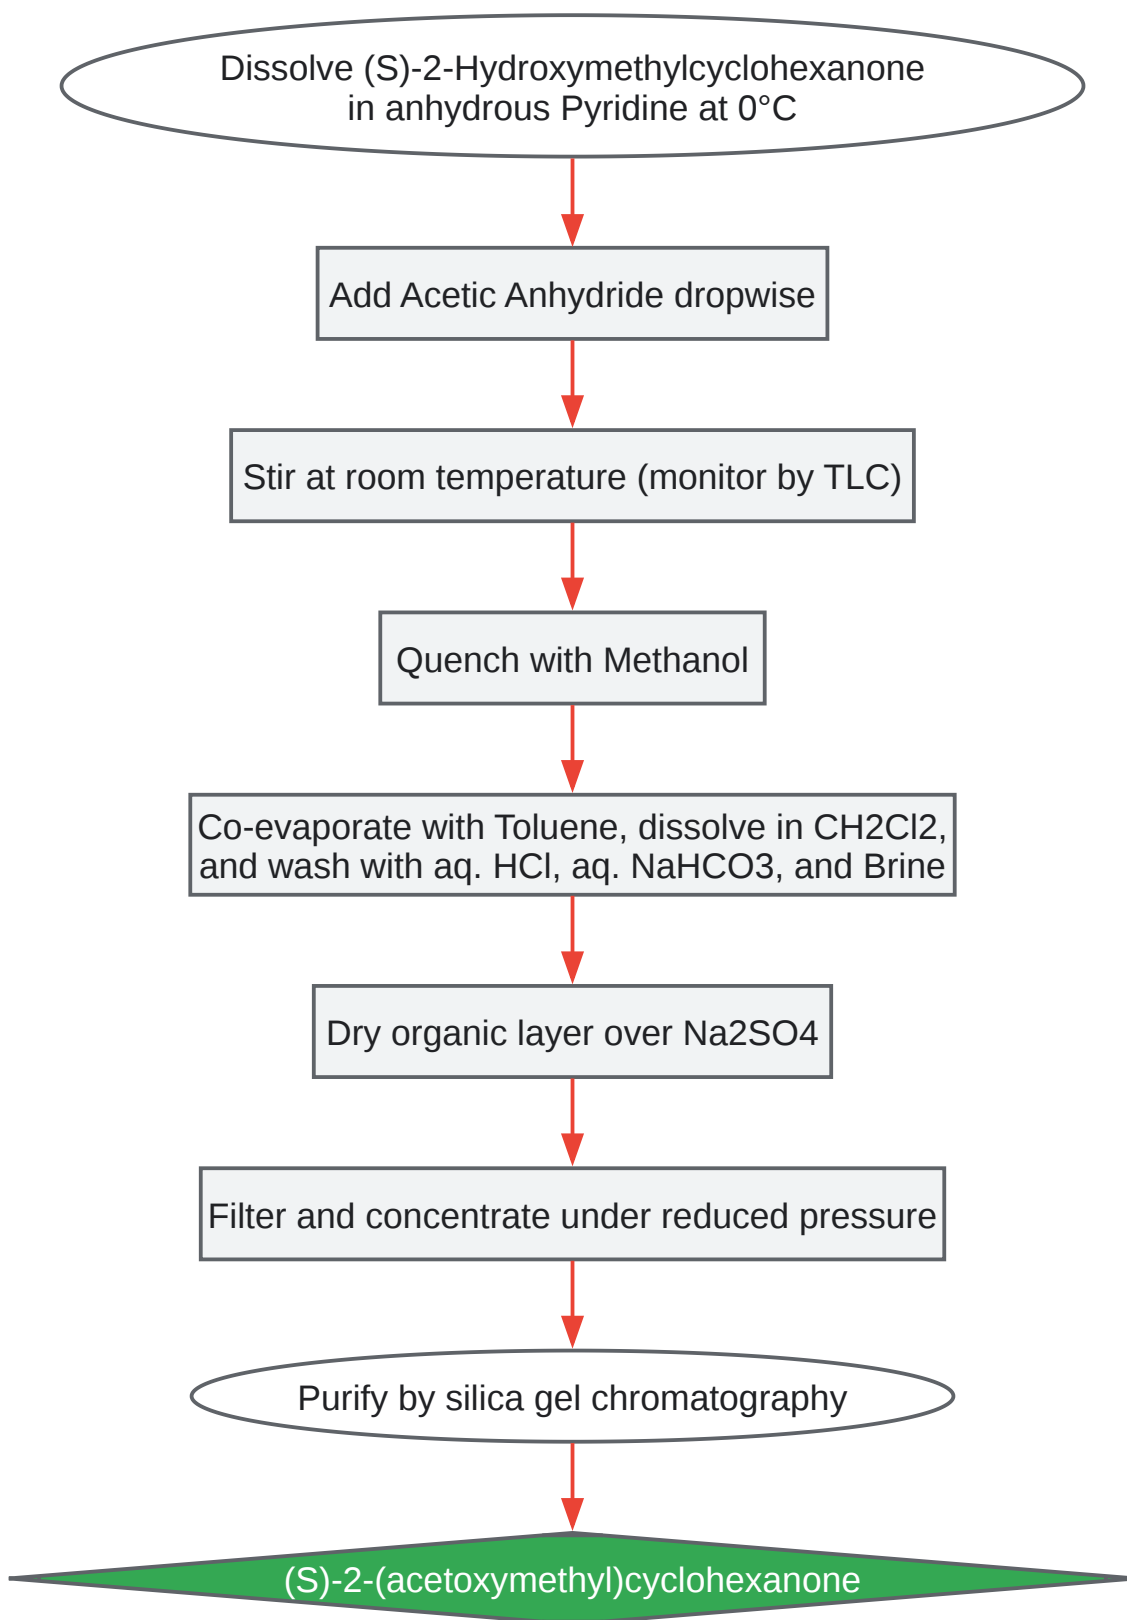 Dissolve (S)-2-Hydroxymethylcyclohexanone
in anhydrous Pyridine at 0°C
Add Acetic Anhydride dropwise
Stir at room temperature (monitor by TLC)
Quench with Methanol
Co-evaporate with Toluene, dissolve in CH2Cl2,
and wash with aq. HCl, aq. NaHCO3, and Brine
Dry organic layer over Na2SO4
Filter and concentrate under reduced pressure
Purify by silica gel chromatography
(S)-2-(acetoxymethyl)cyclohexanone